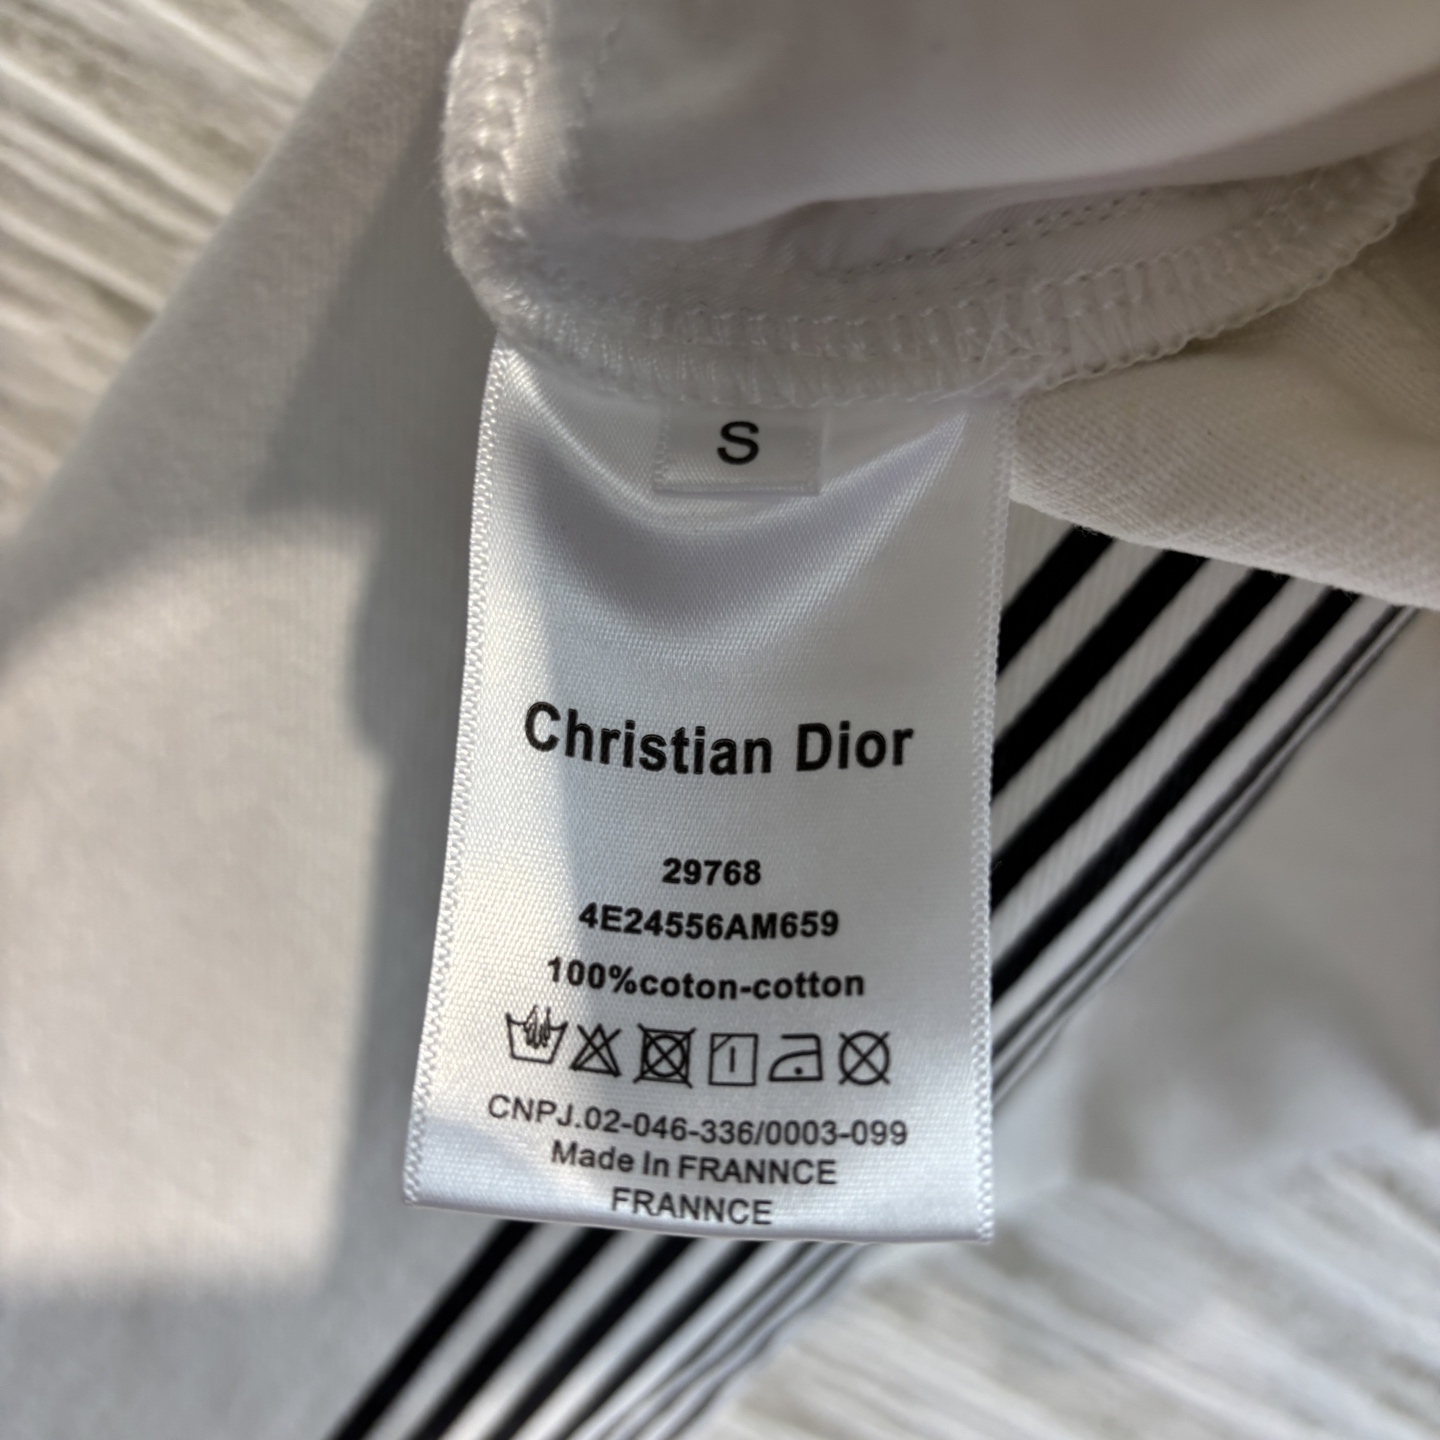 S
Christian Dior
29768
4E24556AM659
100%coton-cotton
CNPJ.02-046-336/0003-099
Made In FRANNCE
FRANNCE